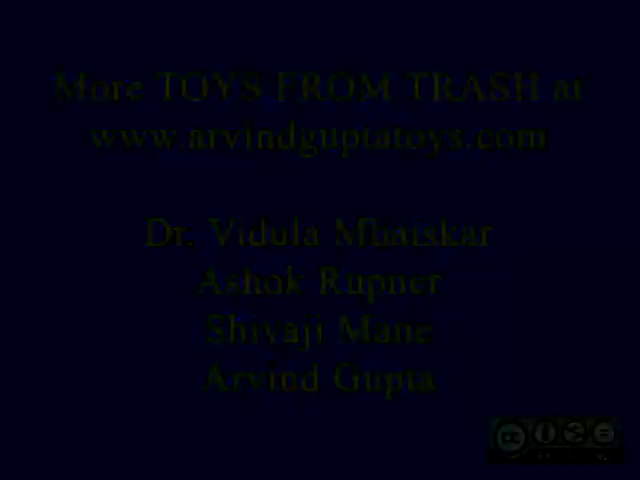 More TOYS FROM TRASH at
www.arvindguptatoys.com
Dr. Vidula Mhaiskar
Ashok Rupner
Shivaji Mane
Arvind Gupta